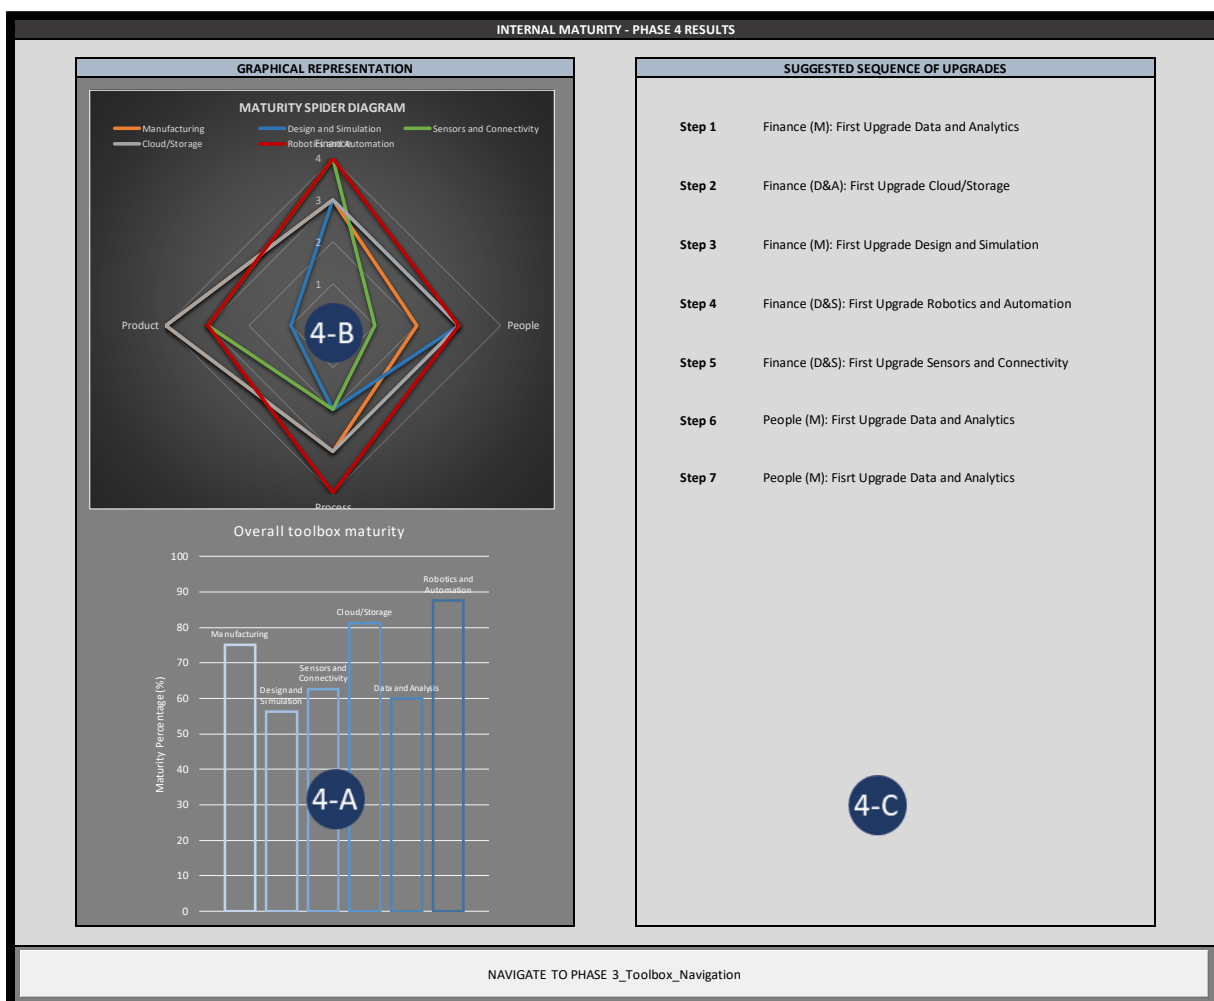 INTERNAL MATURITY - PHASE 4 RESULTS
GRAPHICAL REPRESENTATION
MATURITY SPIDER DIAGRAM
Manufacturing
Design and Simulation
Sensors and Connectivity
Cloud/Storage
Robotics and Automation
Finance
4
3
2
1
Product
People
Process
4-B
Overall toolbox maturity
Maturity Percentage (%)
100
90
80
70
60
50
40
30
20
10
0
Manufacturing
Design and
Simulation
Sensors and
Connectivity
Cloud/Storage
Data and Analysis
Robotics and
Automation
4-A
SUGGESTED SEQUENCE OF UPGRADES
Step 1 Finance (M): First Upgrade Data and Analytics
Step 2 Finance (D&A): First Upgrade Cloud/Storage
Step 3 Finance (M): First Upgrade Design and Simulation
Step 4 Finance (D&S): First Upgrade Robotics and Automation
Step 5 Finance (D&S): First Upgrade Sensors and Connectivity
Step 6 People (M): First Upgrade Data and Analytics
Step 7 People (M): Fisrt Upgrade Data and Analytics
4-C
NAVIGATE TO PHASE 3_Toolbox_Navigation